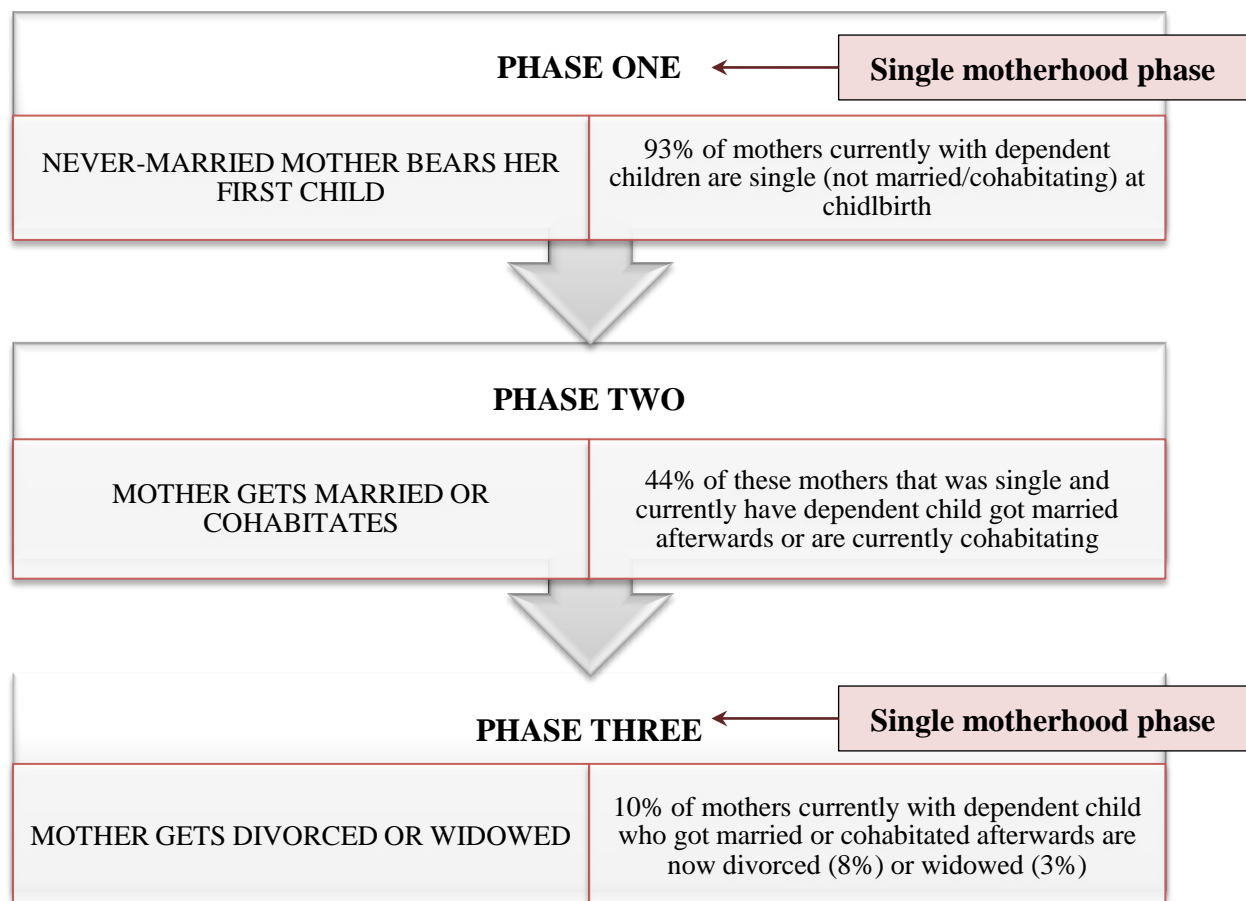 PHASE ONE
Single motherhood phase
NEVER-MARRIED MOTHER BEARS HER
FIRST CHILD
93% of mothers currently with dependent
children are single (not married/cohabitating) at
chidlbirth
PHASE TWO
MOTHER GETS MARRIED OR
COHABITATES
44% of these mothers that was single and
currently have dependent child got married
afterwards or are currently cohabitating
PHASE THREE
Single motherhood phase
MOTHER GETS DIVORCED OR WIDOWED
10% of mothers currently with dependent child
who got married or cohabitated afterwards are
now divorced (8%) or widowed (3%)